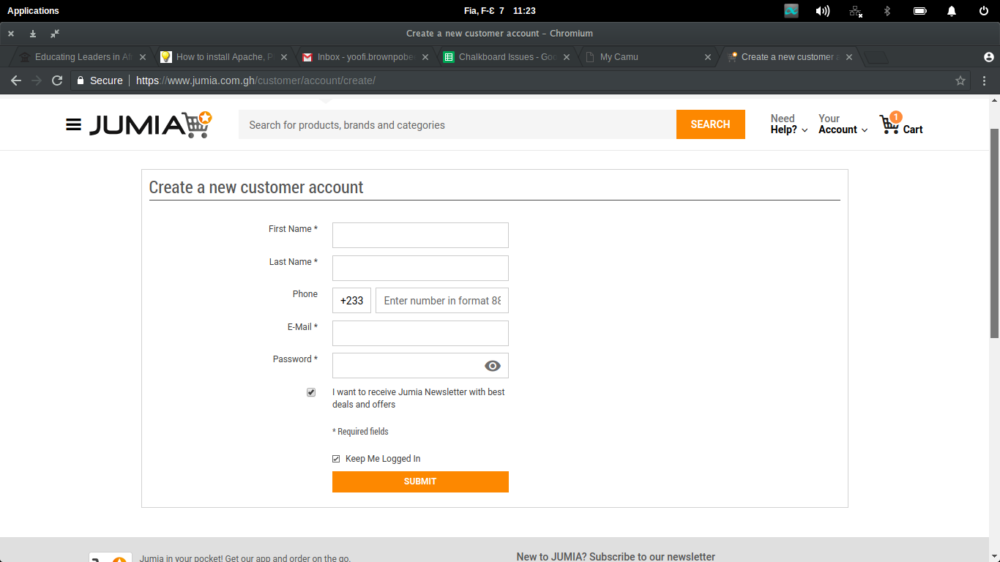 Applications
Fia, F-Ɛ 7 11:23
Create a new customer account – Chromium
Educating Leaders in Af
How to install Apache, P
Inbox - yoofi.brownpobe
Chalkboard Issues - Goo
My Camu
Create a new customer a
Secure
https://www.jumia.com.gh/customer/account/create/
JUMIA
Search for products, brands and categories
SEARCH
Need
Help?
Your
Account
1
Cart
Create a new customer account
First Name *
Last Name *
Phone
+233
Enter number in format 88
E-Mail *
Password *
I want to receive Jumia Newsletter with best
deals and offers
* Required fields
Keep Me Logged In
SUBMIT
Jumia in your pocket! Get our app and order on the go.
New to JUMIA? Subscribe to our newsletter